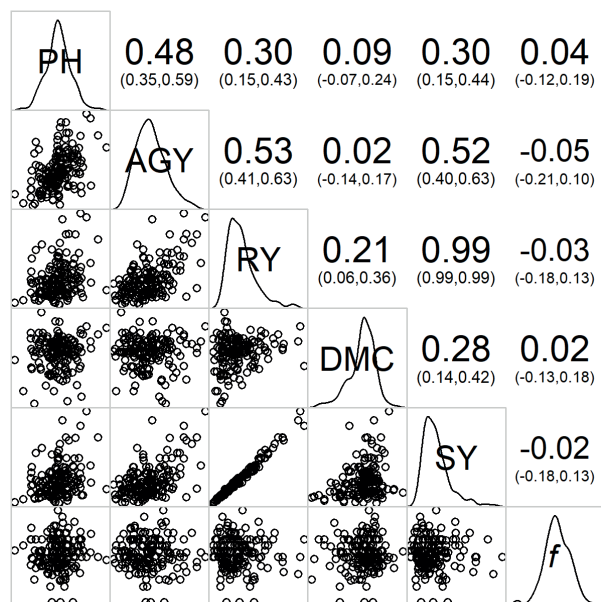 PH 0.48 0.30 0.09 0.30 0.04
(0.35,0.59) (0.15,0.43) (-0.07,0.24) (0.15,0.44) (-0.12,0.19)
AGY 0.53 0.02 0.52 -0.05
(0.41,0.63) (-0.14,0.17) (0.40,0.63) (-0.21,0.10)
RY 0.21 0.99 -0.03
(0.06,0.36) (0.99,0.99) (-0.18,0.13)
DMC 0.28 0.02
(0.14,0.42) (-0.13,0.18)
SY -0.02
(-0.18,0.13)
f